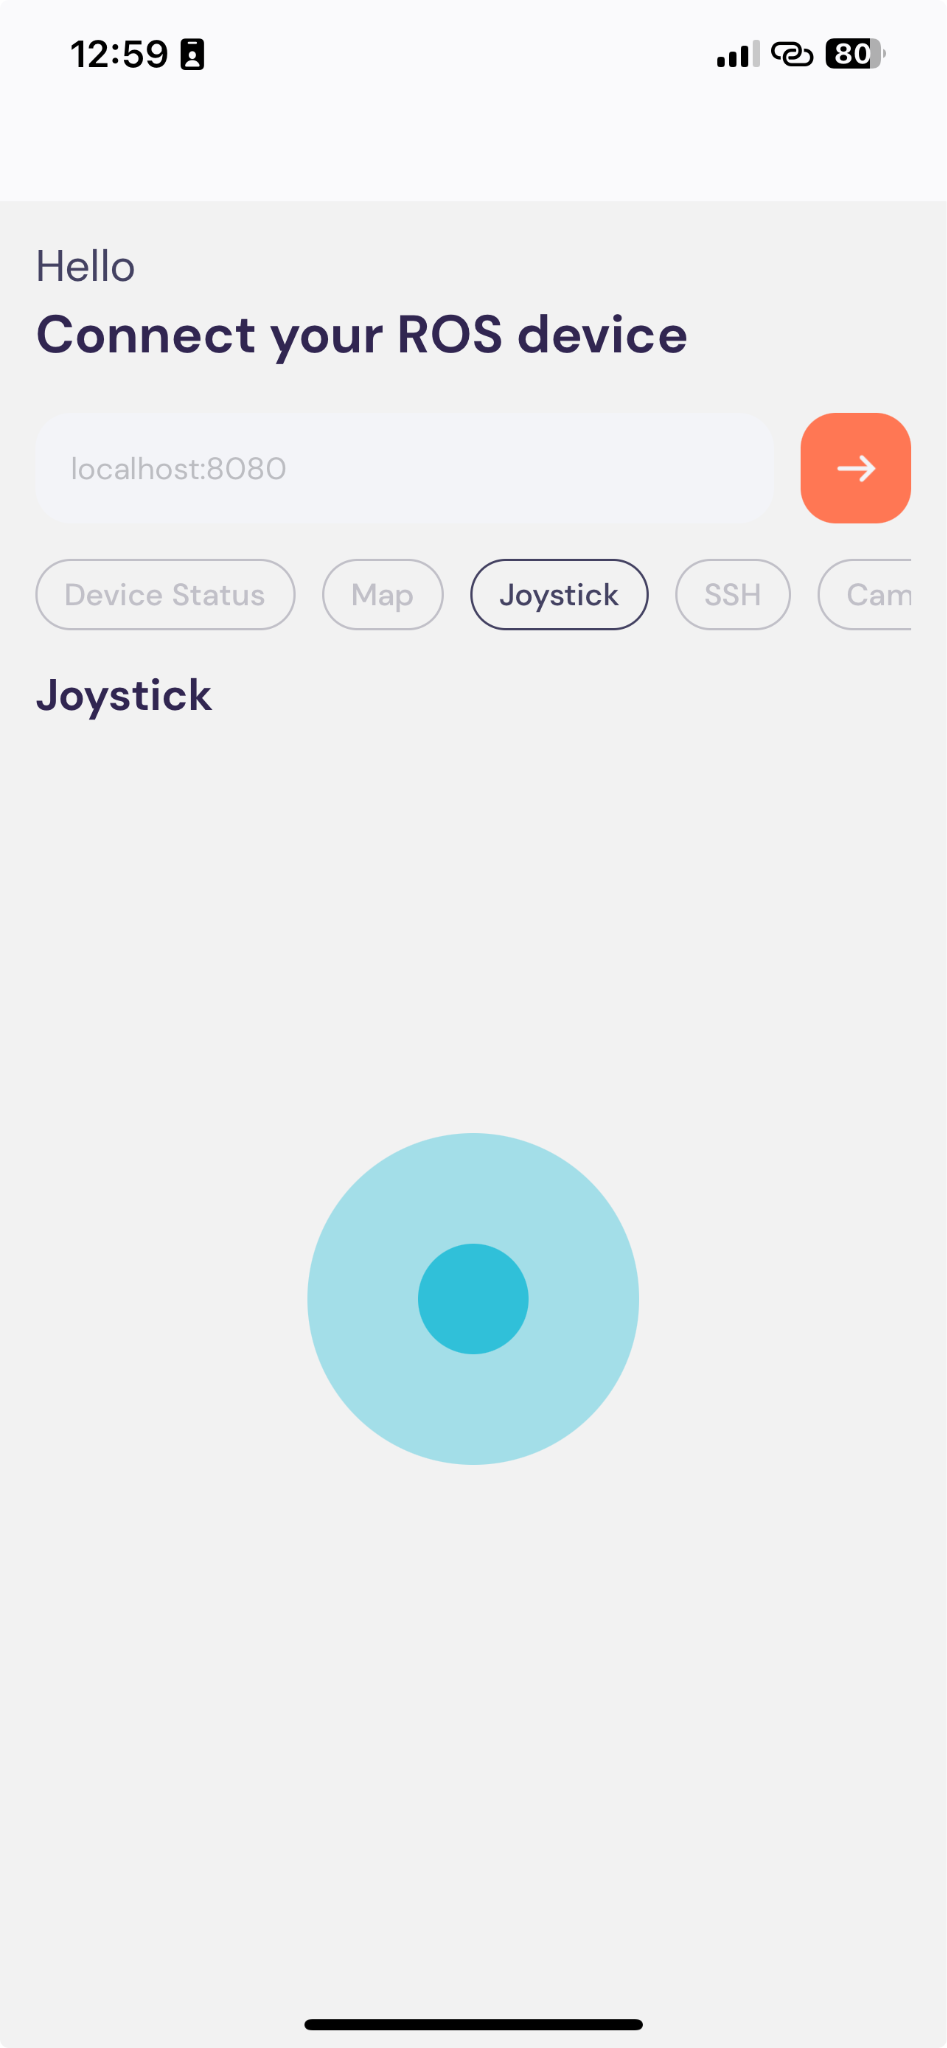 12:59
80
Hello
Connect your ROS device
localhost:8080
Device Status Map Joystick SSH Cam
Joystick